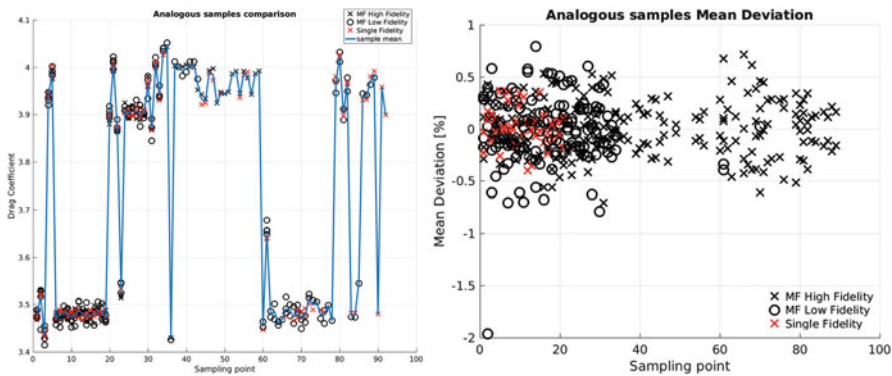 Analogous samples comparison
4.1
4
3.9
3.8
3.7
3.6
3.5
3.4
Drag Coefficient
0 10 20 30 40 50 60 70 80 90 100
Sampling point
MF High Fidelity
MF Low Fidelity
Single Fidelity
sample mean
Analogous samples Mean Deviation
1
0.5
0
-0.5
-1
-1.5
-2
Mean Deviation [%]
0 20 40 60 80 100
Sampling point
MF High Fidelity
MF Low Fidelity
Single Fidelity